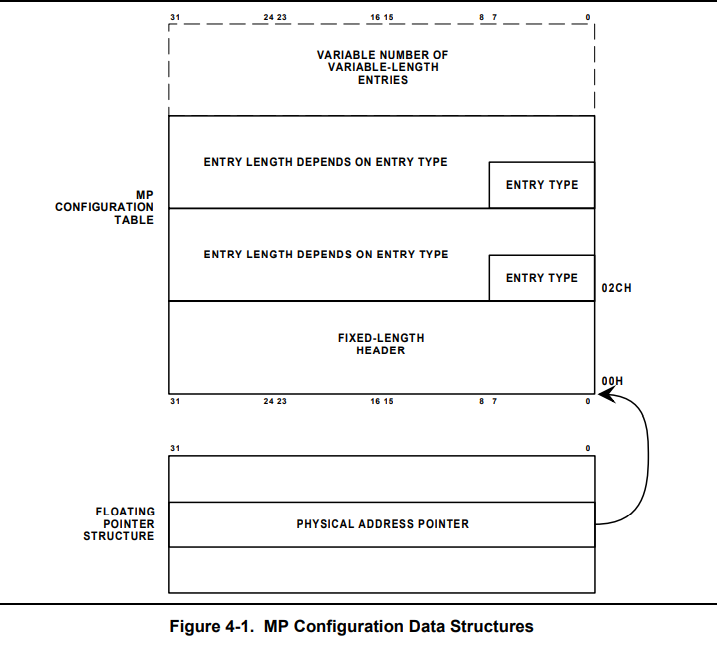 31 24 23 16 15 8 7 0
VARIABLE NUMBER OF
VARIABLE-LENGTH
ENTRIES
ENTRY LENGTH DEPENDS ON ENTRY TYPE
ENTRY TYPE
MP
CONFIGURATION
TABLE
ENTRY LENGTH DEPENDS ON ENTRY TYPE
ENTRY TYPE
02CH
FIXED-LENGTH
HEADER
00H
31 24 23 16 15 8 7 0
31 0
FLOATING
POINTER
STRUCTURE
PHYSICAL ADDRESS POINTER
Figure 4-1. MP Configuration Data Structures